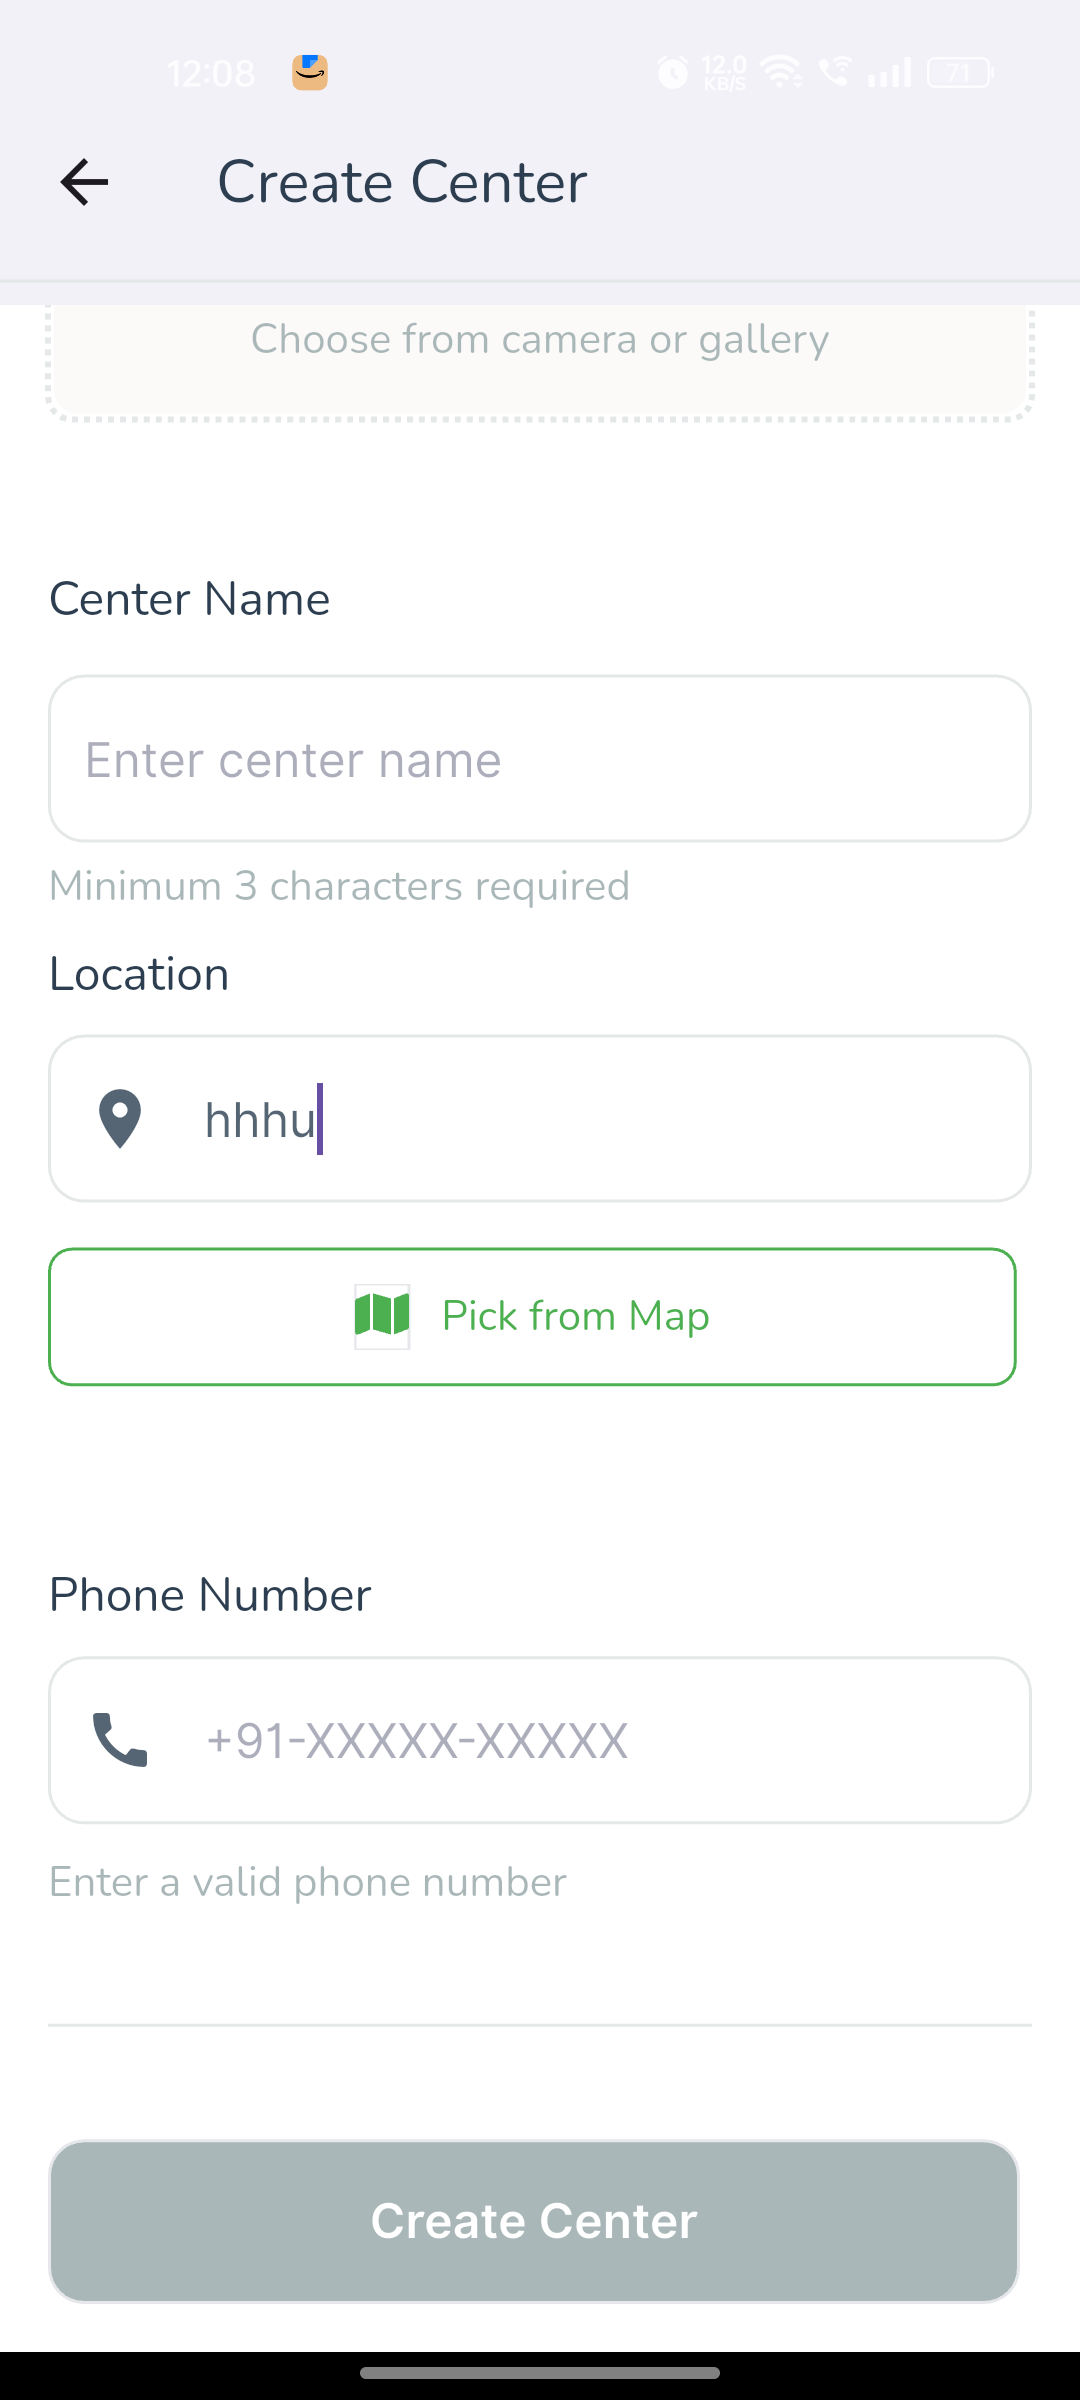 12:08
12.0
KB/S
71
Create Center
Choose from camera or gallery
Center Name
Enter center name
Minimum 3 characters required
Location
hhhu
Pick from Map
Phone Number
+91-XXXXX-XXXXX
Enter a valid phone number
Create Center